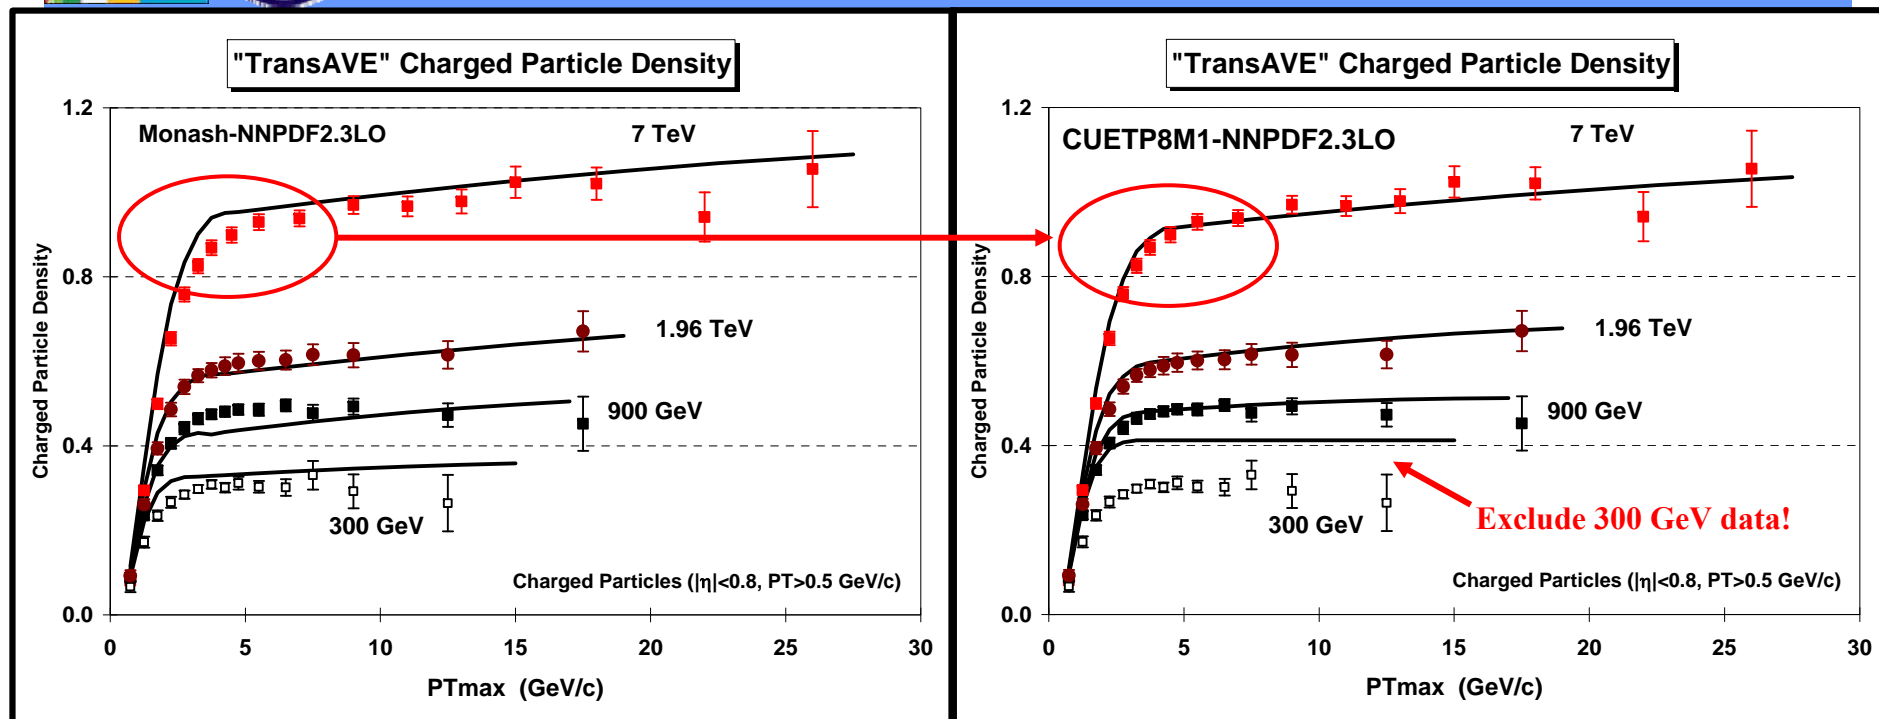 "TransAVE" Charged Particle Density
1.2
Monash-NNPDF2.3LO
7 TeV
0.8
1.96 TeV
900 GeV
0.4
300 GeV
Charged Particles (|η|<0.8, PT>0.5 GeV/c)
0.0
0 5 10 15 20 25 30
PTmax (GeV/c)
Charged Particle Density
"TransAVE" Charged Particle Density
1.2
CUETP8M1-NNPDF2.3LO
7 TeV
0.8
1.96 TeV
900 GeV
0.4
300 GeV
Exclude 300 GeV data!
Charged Particles (|η|<0.8, PT>0.5 GeV/c)
0.0
0 5 10 15 20 25 30
PTmax (GeV/c)
Charged Particle Density